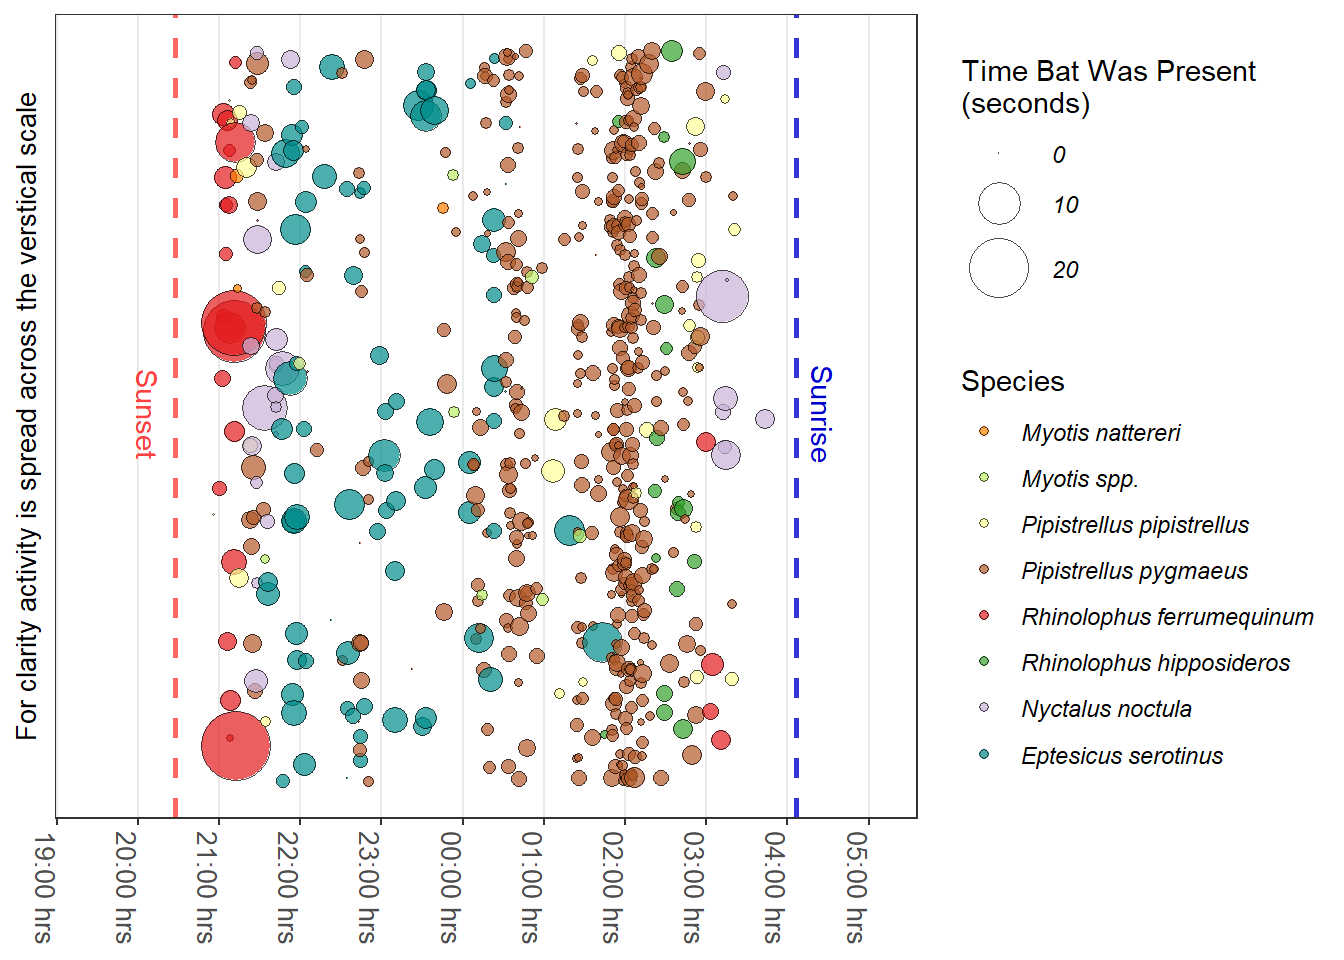 For clarity activity is spread across the verstical scale
Sunset
Sunrise
19:00 hrs
20:00 hrs
21:00 hrs
22:00 hrs
23:00 hrs
00:00 hrs
01:00 hrs
02:00 hrs
03:00 hrs
04:00 hrs
05:00 hrs
Time Bat Was Present
(seconds)
0
10
20
Species
Myotis nattereri
Myotis spp.
Pipistrellus pipistrellus
Pipistrellus pygmaeus
Rhinolophus ferrumequinum
Rhinolophus hipposideros
Nyctalus noctula
Eptesicus serotinus